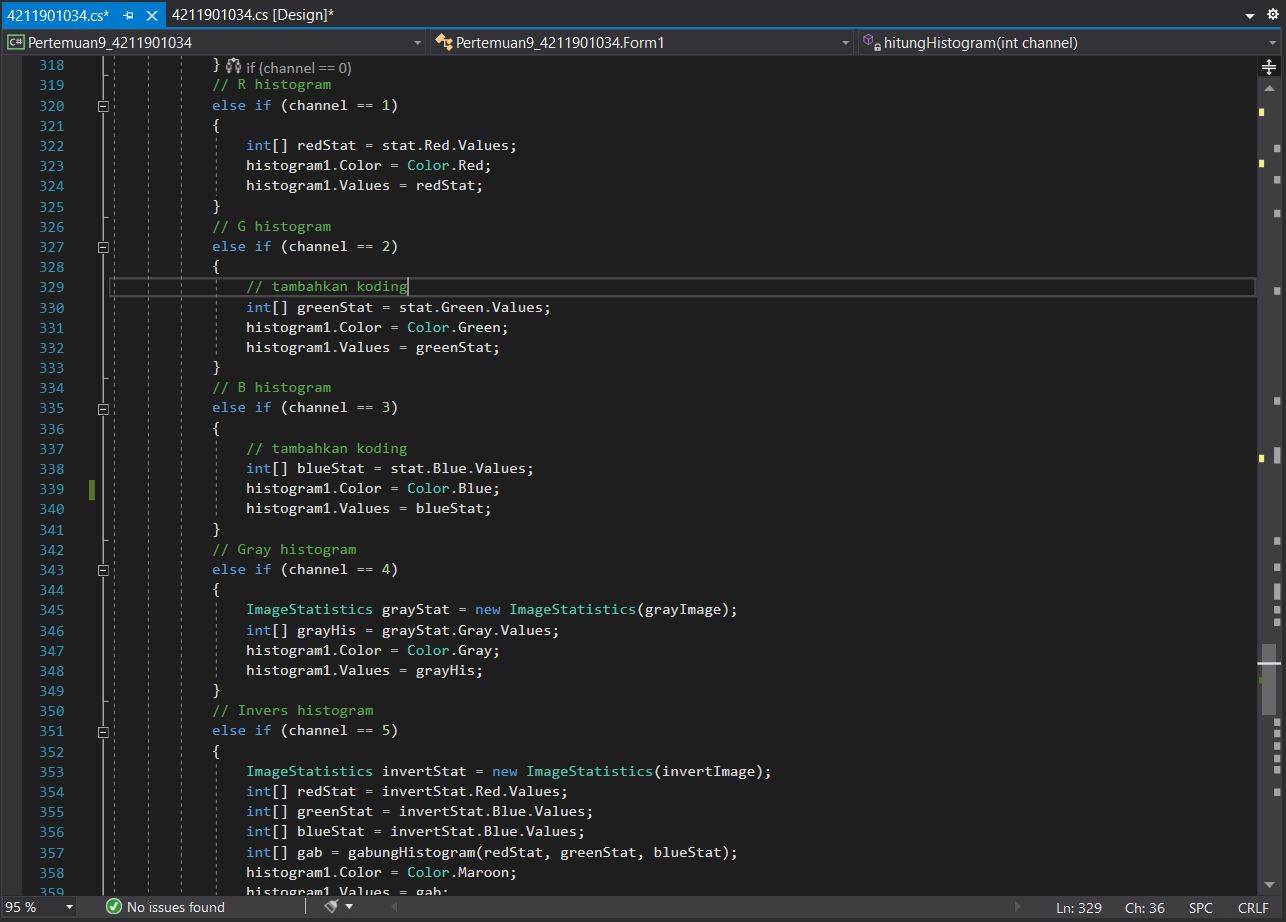 4211901034.cs*
4211901034.cs [Design]*
C# Pertemuan9_4211901034
Pertemuan9_4211901034.Form1
hitungHistogram(int channel)
318 } if (channel == 0)
319 // R histogram
320 else if (channel == 1)
321 {
322 int[] redStat = stat.Red.Values;
323 histogram1.Color = Color.Red;
324 histogram1.Values = redStat;
325 }
326 // G histogram
327 else if (channel == 2)
328 {
329 // tambahkan koding
330 int[] greenStat = stat.Green.Values;
331 histogram1.Color = Color.Green;
332 histogram1.Values = greenStat;
333 }
334 // B histogram
335 else if (channel == 3)
336 {
337 // tambahkan koding
338 int[] blueStat = stat.Blue.Values;
339 histogram1.Color = Color.Blue;
340 histogram1.Values = blueStat;
341 }
342 // Gray histogram
343 else if (channel == 4)
344 {
345 ImageStatistics grayStat = new ImageStatistics(grayImage);
346 int[] grayHis = grayStat.Gray.Values;
347 histogram1.Color = Color.Gray;
348 histogram1.Values = grayHis;
349 }
350 // Invers histogram
351 else if (channel == 5)
352 {
353 ImageStatistics invertStat = new ImageStatistics(invertImage);
354 int[] redStat = invertStat.Red.Values;
355 int[] greenStat = invertStat.Blue.Values;
356 int[] blueStat = invertStat.Blue.Values;
357 int[] gab = gabungHistogram(redStat, greenStat, blueStat);
358 histogram1.Color = Color.Maroon;
359 histogram1.Values = gab;
95 %
No issues found
Ln: 329 Ch: 36 SPC CRLF